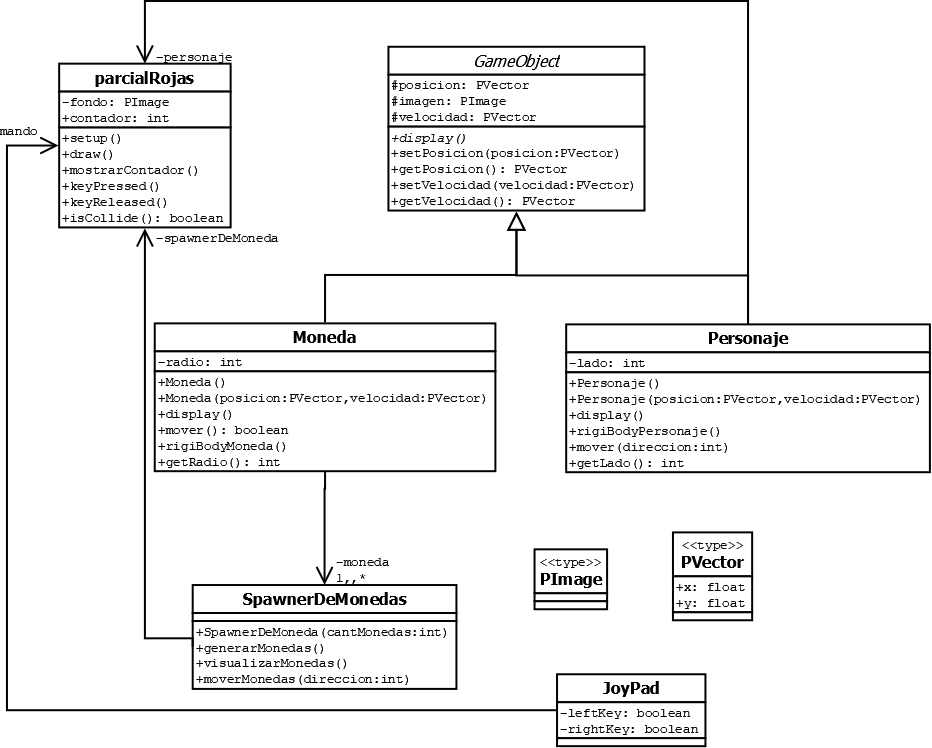 -personaje
parcialRojas
-fondo: PImage
+contador: int
+setup()
+draw()
+mostrarContador()
+keyPressed()
+keyReleased()
+isCollide(): boolean
mando
-spawnerDeMoneda
GameObject
#posicion: PVector
#imagen: PImage
#velocidad: PVector
+display()
+setPosicion(posicion:PVector)
+getPosicion(): PVector
+setVelocidad(velocidad:PVector)
+getVelocidad(): PVector
Moneda
-radio: int
+Moneda()
+Moneda(posicion:PVector,velocidad:PVector)
+display()
+mover(): boolean
+rigiBodyMoneda()
+getRadio(): int
Personaje
-lado: int
+Personaje()
+Personaje(posicion:PVector,velocidad:PVector)
+display()
+rigiBodyPersonaje()
+mover(direccion:int)
+getLado(): int
-moneda
1,,*
SpawnerDeMonedas
+SpawnerDeMoneda(cantMonedas:int)
+generarMonedas()
+visualizarMonedas()
+moverMonedas(direccion:int)
<<type>>
PImage
<<type>>
PVector
+x: float
+y: float
JoyPad
-leftKey: boolean
-rightKey: boolean